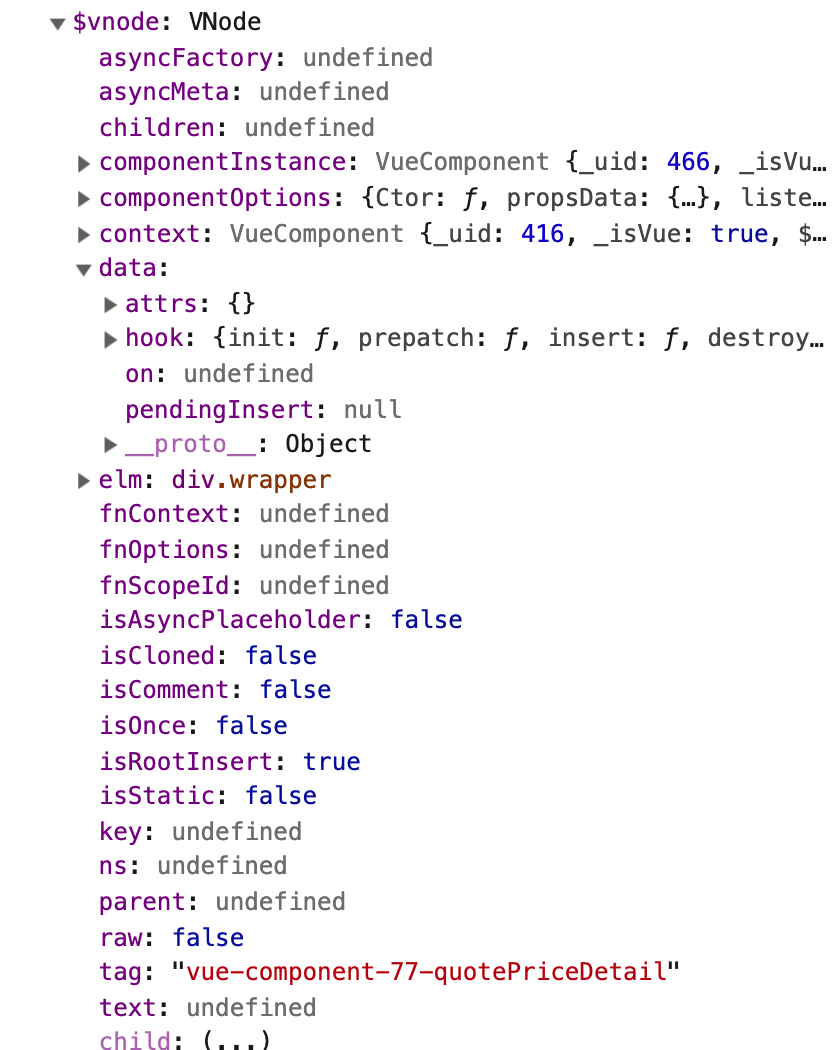 ▼$vnode: VNode
asyncFactory: undefined
asyncMeta: undefined
children: undefined
▶componentInstance: VueComponent {_uid: 466, _isVu…
▶componentOptions: {Ctor: ƒ, propsData: {…}, liste…
▶context: VueComponent {_uid: 416, _isVue: true, $…
▼data:
▶attrs: {}
▶hook: {init: ƒ, prepatch: ƒ, insert: ƒ, destroy…
on: undefined
pendingInsert: null
▶__proto__: Object
▶elm: div.wrapper
fnContext: undefined
fnOptions: undefined
fnScopeId: undefined
isAsyncPlaceholder: false
isCloned: false
isComment: false
isOnce: false
isRootInsert: true
isStatic: false
key: undefined
ns: undefined
parent: undefined
raw: false
tag: "vue-component-77-quotePriceDetail"
text: undefined
child: (...)